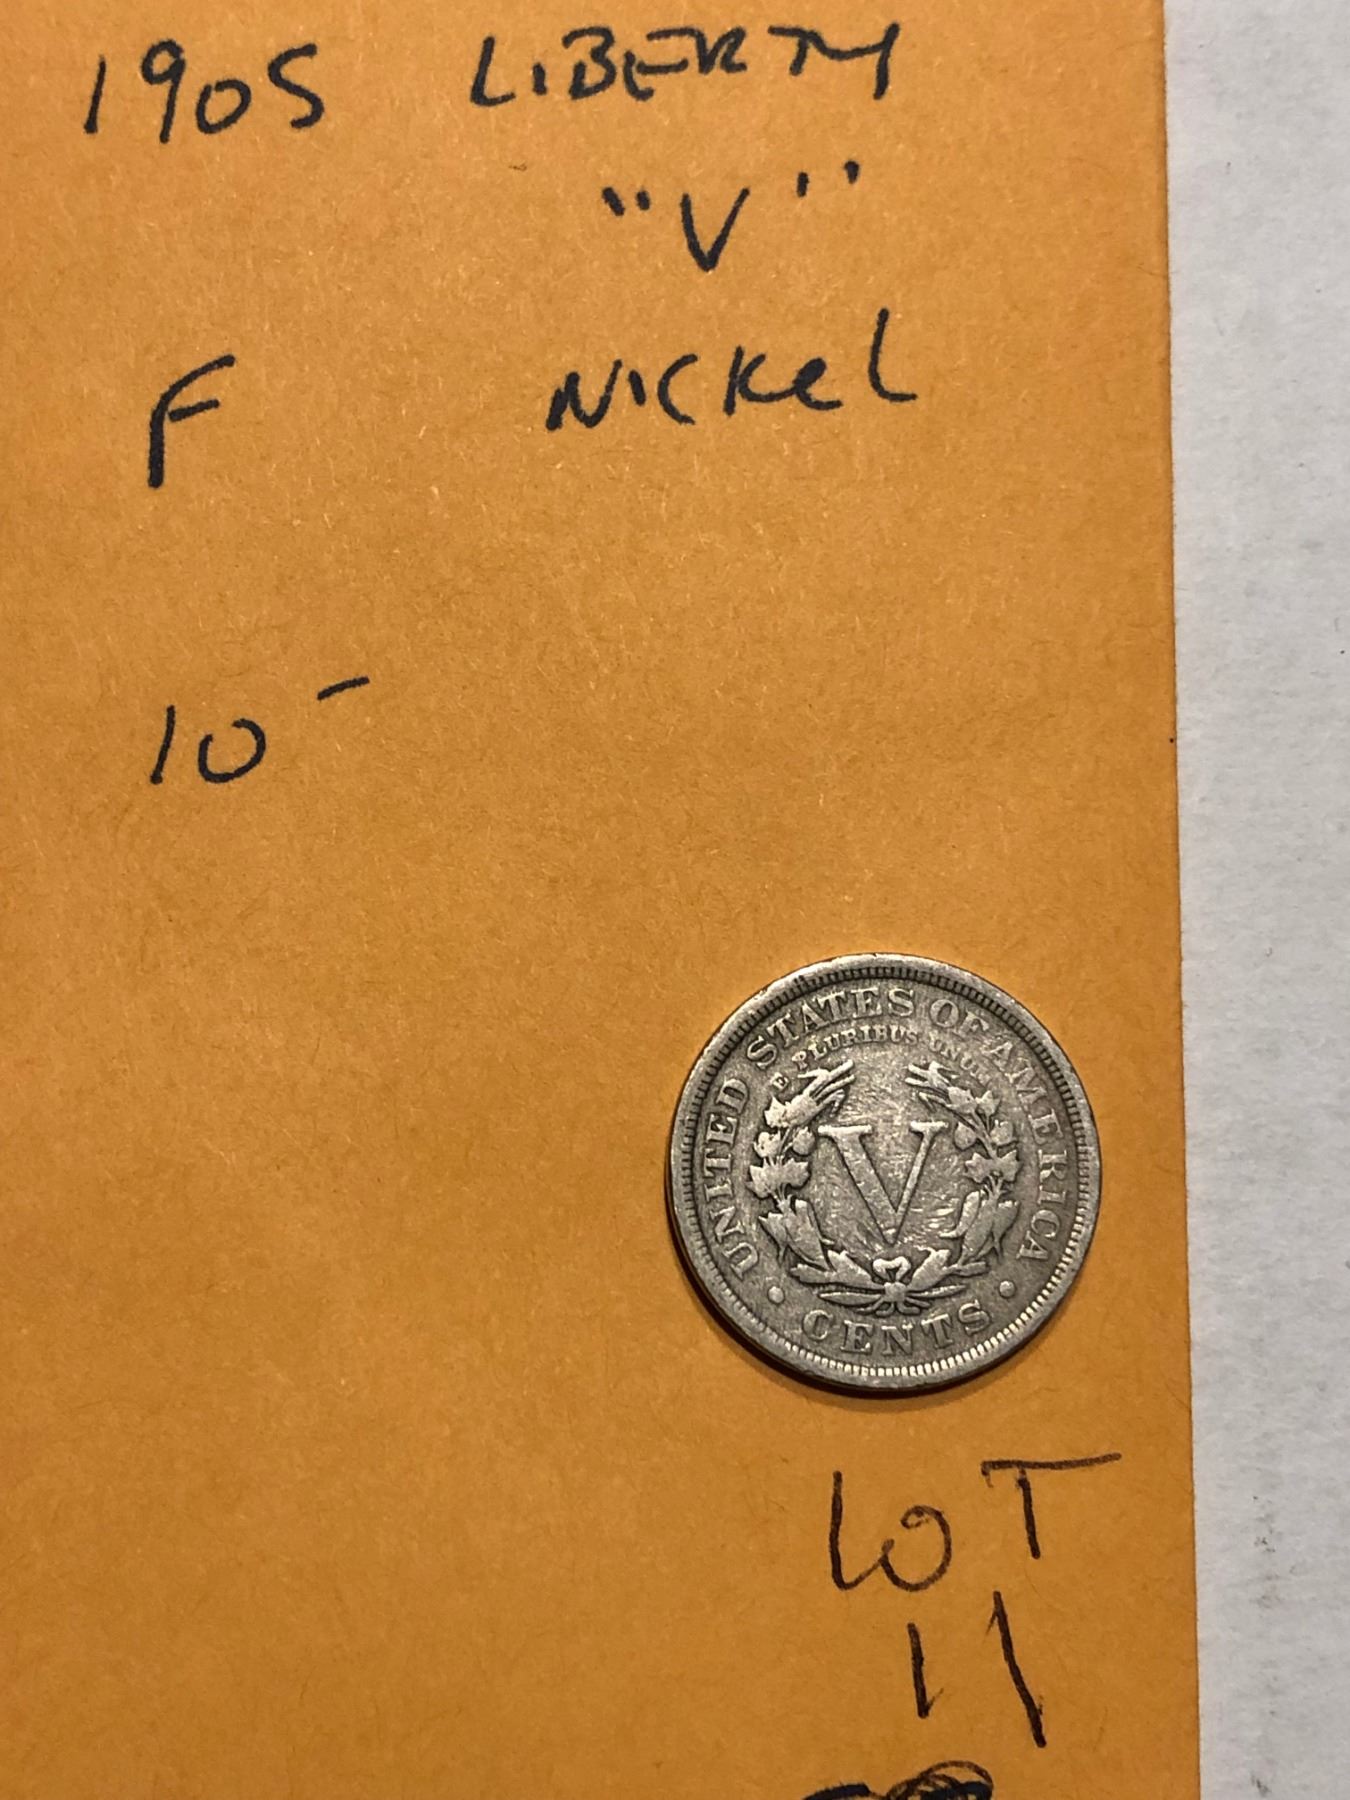 1905 LIBERTY
"V"
F NICKEL
10 -
UNITED STATES OF AMERICA
E PLURIBUS UNUM
V
• CENTS •
LOT
11